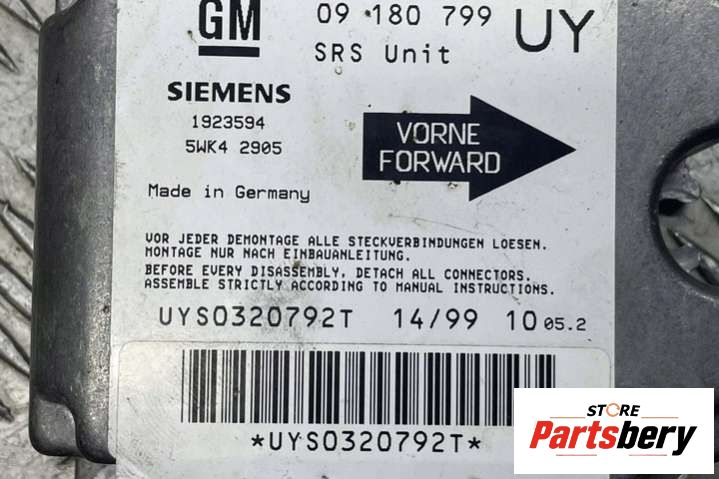 GM 09 180 799 UY
SRS Unit
SIEMENS
1923594
5WK4 2905
VORNE
FORWARD
Made in Germany
VOR JEDER DEMONTAGE ALLE STECKVERBINDUNGEN LOESEN.
MONTAGE NUR NACH EINBAUANLEITUNG.
BEFORE EVERY DISASSEMBLY, DETACH ALL CONNECTORS.
ASSEMBLE STRICTLY ACCORDING TO MANUAL INSTRUCTIONS.
UYS0320792T 14/99 10 05.2
*UYS0320792T*
STORE
Partsbery